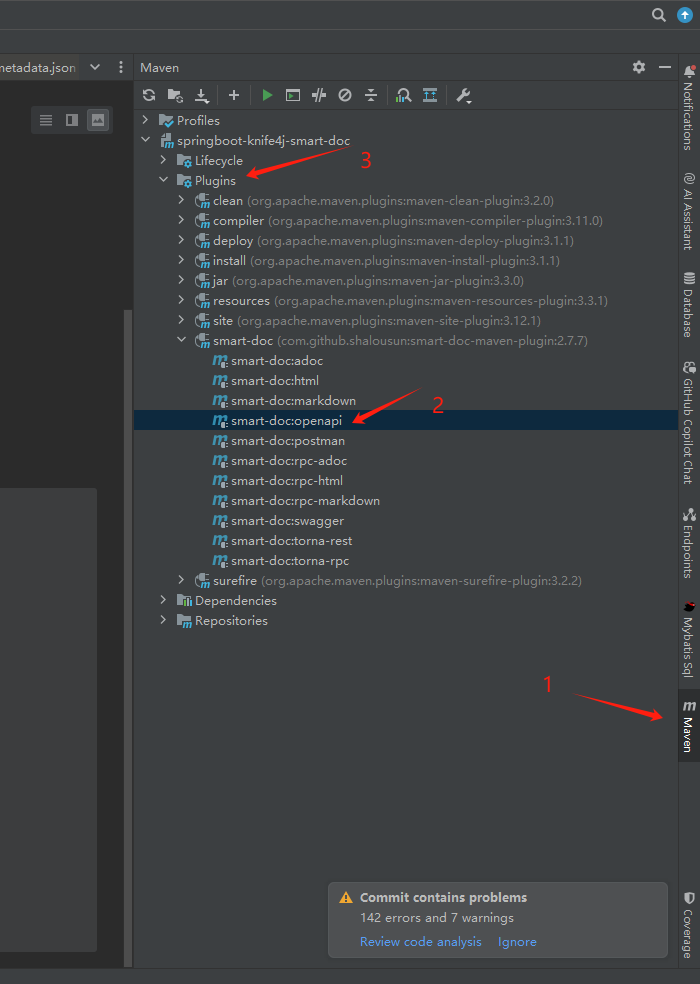 metadata.json
Maven
Profiles
springboot-knife4j-smart-doc
Lifecycle
3
Plugins
clean (org.apache.maven.plugins:maven-clean-plugin:3.2.0)
compiler (org.apache.maven.plugins:maven-compiler-plugin:3.11.0)
deploy (org.apache.maven.plugins:maven-deploy-plugin:3.1.1)
install (org.apache.maven.plugins:maven-install-plugin:3.1.1)
jar (org.apache.maven.plugins:maven-jar-plugin:3.3.0)
resources (org.apache.maven.plugins:maven-resources-plugin:3.3.1)
site (org.apache.maven.plugins:maven-site-plugin:3.12.1)
smart-doc (com.github.shalousun:smart-doc-maven-plugin:2.7.7)
smart-doc:adoc
smart-doc:html
smart-doc:markdown
2
smart-doc:openapi
smart-doc:postman
smart-doc:rpc-adoc
smart-doc:rpc-html
smart-doc:rpc-markdown
smart-doc:swagger
smart-doc:torna-rest
smart-doc:torna-rpc
surefire (org.apache.maven.plugins:maven-surefire-plugin:3.2.2)
Dependencies
Repositories
1
Commit contains problems
142 errors and 7 warnings
Review code analysis Ignore
Notifications
AI Assistant
Database
GitHub Copilot Chat
Endpoints
Mybatis Sql
Maven
Coverage